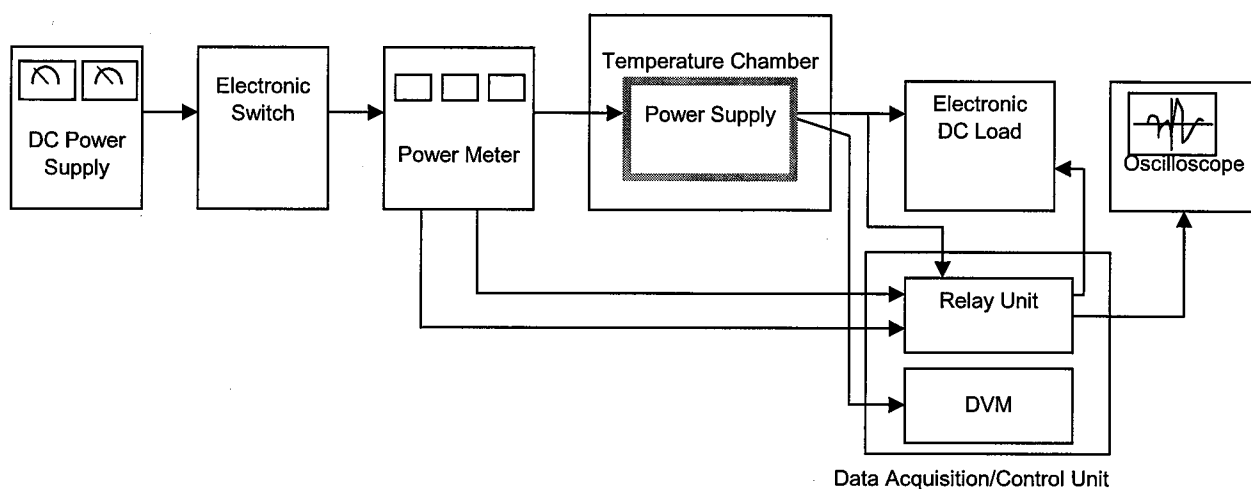 DC Power
Supply
Electronic
Switch
Power Meter
Temperature Chamber
Power Supply
Electronic
DC Load
Oscilloscope
Relay Unit
DVM
Data Acquisition/Control Unit